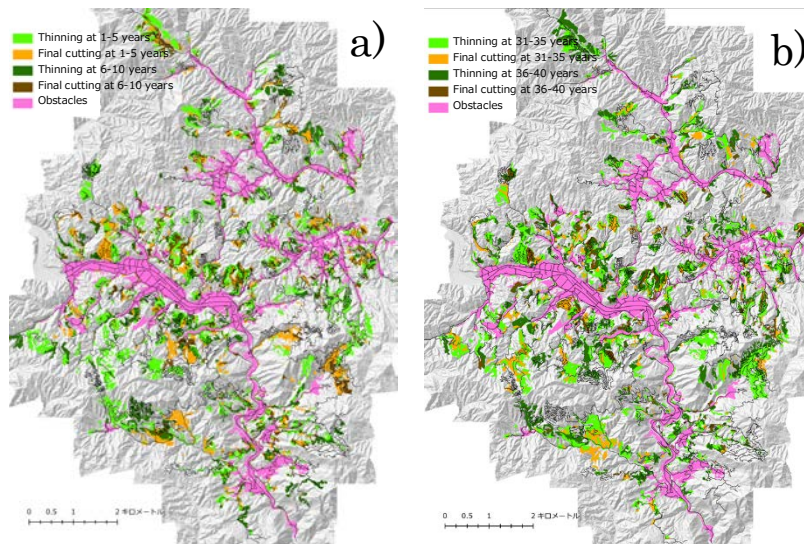 a)
Thinning at 1-5 years
Final cutting at 1-5 years
Thinning at 6-10 years
Final cutting at 6-10 years
Obstacles
0 0.5 1 2 キロメートル
b)
Thinning at 31-35 years
Final cutting at 31-35 years
Thinning at 36-40 years
Final cutting at 36-40 years
Obstacles
0 0.5 1 2 キロメートル